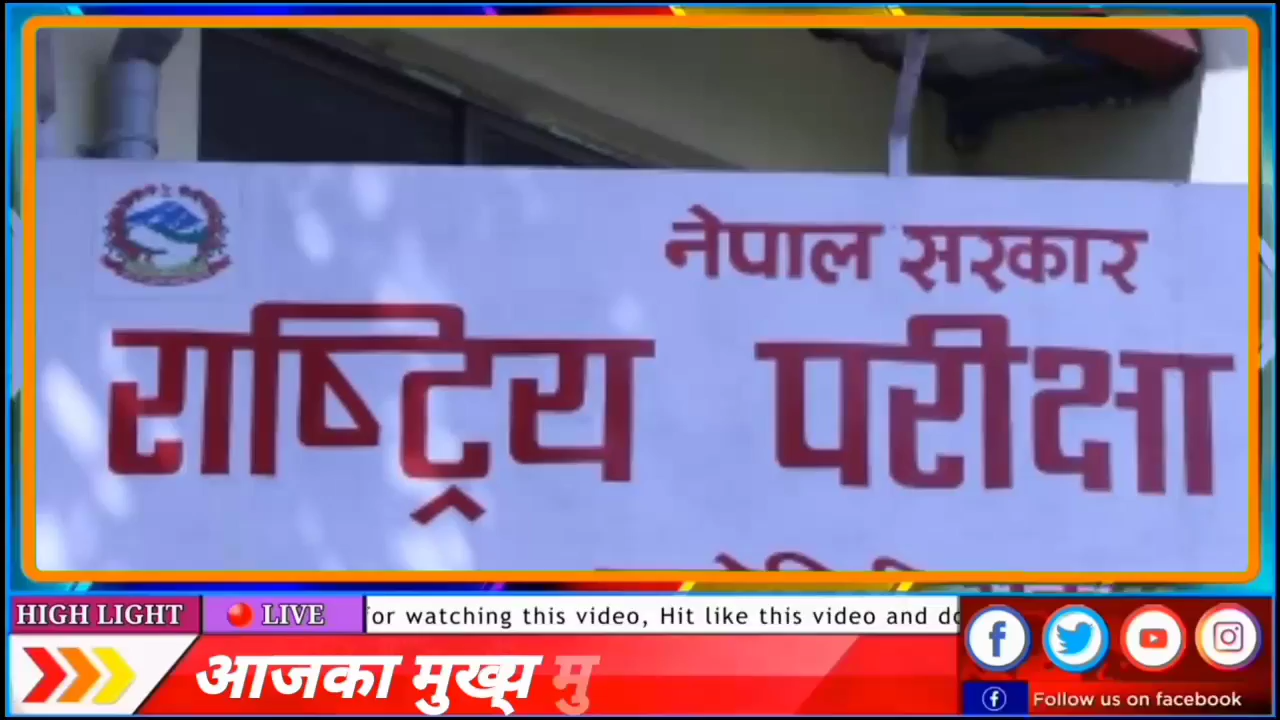 नेपाल सरकार
राष्ट्रिय परीक्षा
HIGH LIGHT
LIVE
for watching this video, Hit like this video and do
आजका मुख्य मु
Follow us on facebook